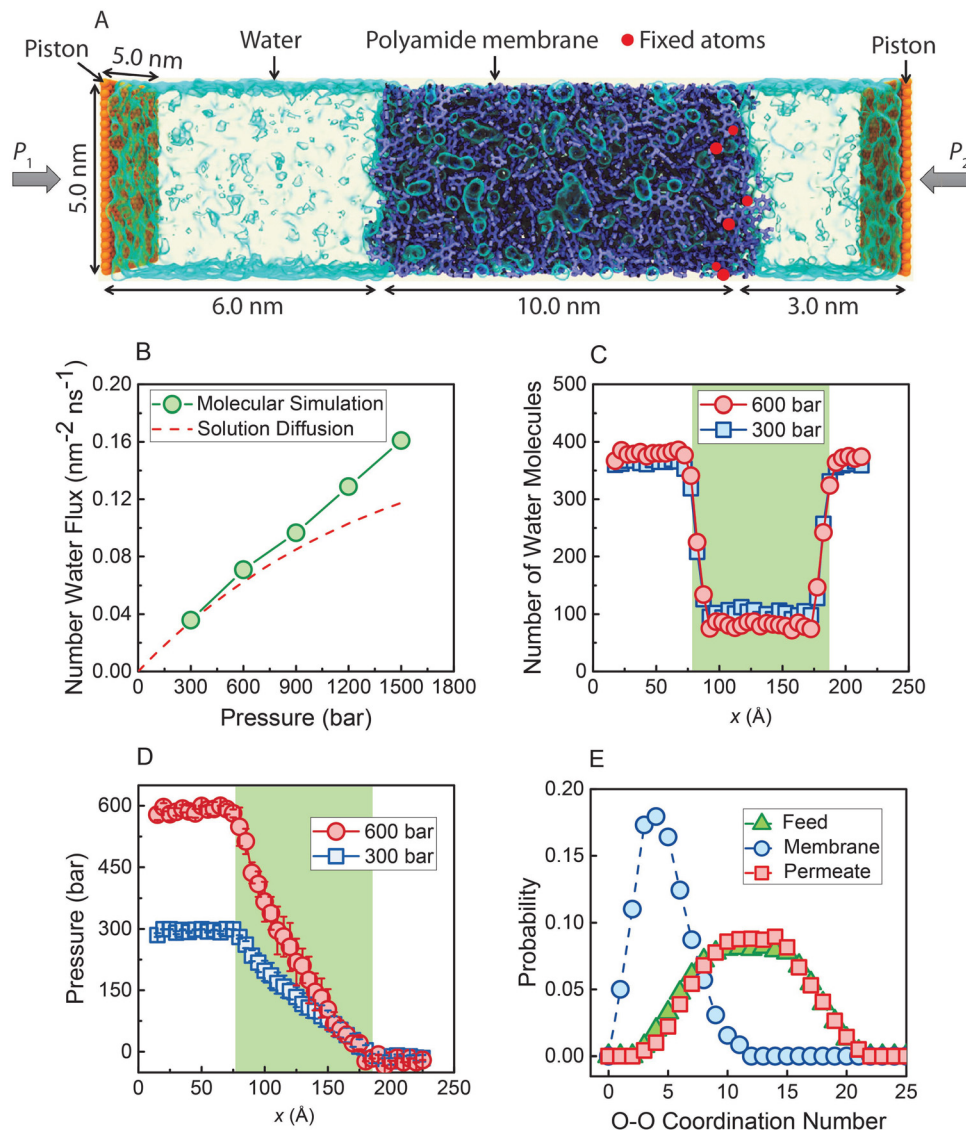 A
Piston
5.0 nm
Water
Polyamide membrane
Fixed atoms
Piston
P1
5.0 nm
P2
6.0 nm
10.0 nm
3.0 nm
B
Number Water Flux (nm⁻² ns⁻¹)
0.20
0.16
0.12
0.08
0.04
0.00
Molecular Simulation
Solution Diffusion
0 300 600 900 1200 1500 1800
Pressure (bar)
C
Number of Water Molecules
500
400
300
200
100
0
600 bar
300 bar
0 50 100 150 200 250
x (Å)
D
Pressure (bar)
600
450
300
150
0
600 bar
300 bar
0 50 100 150 200 250
x (Å)
E
Probability
0.20
0.15
0.10
0.05
0.00
Feed
Membrane
Permeate
0 5 10 15 20 25
O-O Coordination Number